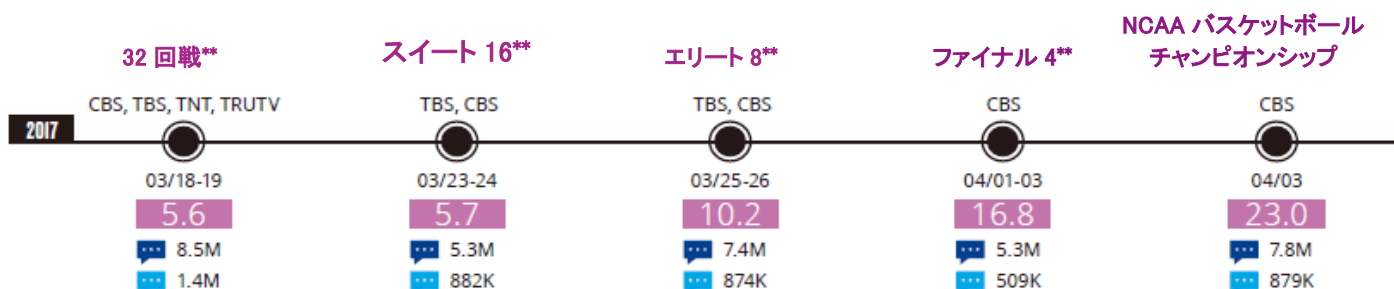 32 回戦**
スイート 16**
エリート 8**
ファイナル 4**
NCAA バスケットボール
チャンピオンシップ
CBS, TBS, TNT, TRUTV
TBS, CBS
TBS, CBS
CBS
CBS
2017
03/18-19
03/23-24
03/25-26
04/01-03
04/03
5.6
5.7
10.2
16.8
23.0
8.5M
5.3M
7.4M
5.3M
7.8M
1.4M
882K
874K
509K
879K